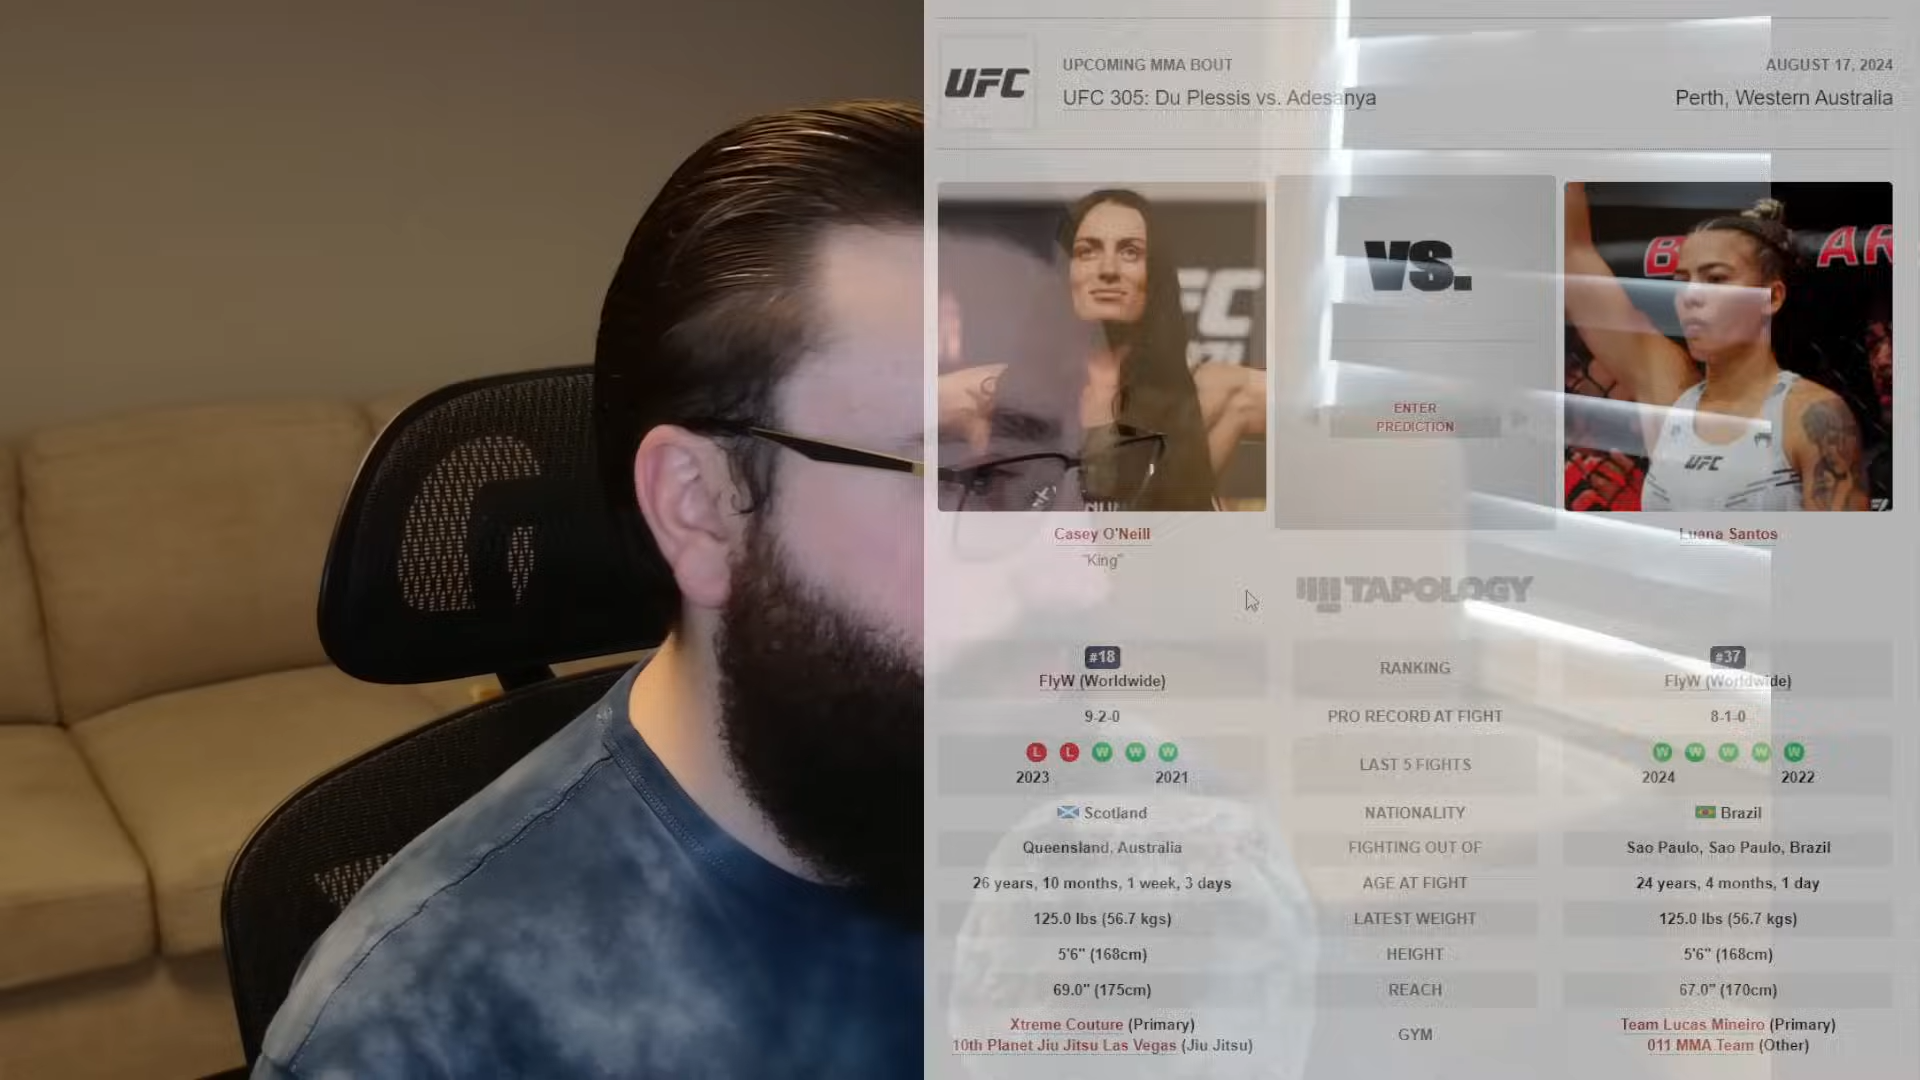 UFC
UPCOMING MMA BOUT
UFC 305: Du Plessis vs. Adesanya
AUGUST 17, 2024
Perth, Western Australia
VS.
ENTER
PREDICTION
UFC
Casey O'Neill
"King"
Luana Santos
TAPOLOGY
#18
FlyW (Worldwide)
RANKING
#37
FlyW (Worldwide)
9-2-0
PRO RECORD AT FIGHT
8-1-0
L L W W W
2023 2021
LAST 5 FIGHTS
W W W W W
2024 2022
Scotland
NATIONALITY
Brazil
Queensland, Australia
FIGHTING OUT OF
Sao Paulo, Sao Paulo, Brazil
26 years, 10 months, 1 week, 3 days
AGE AT FIGHT
24 years, 4 months, 1 day
125.0 lbs (56.7 kgs)
LATEST WEIGHT
125.0 lbs (56.7 kgs)
5'6" (168cm)
HEIGHT
5'6" (168cm)
69.0" (175cm)
REACH
67.0" (170cm)
Xtreme Couture (Primary)
10th Planet Jiu Jitsu Las Vegas (Jiu Jitsu)
GYM
Team Lucas Mineiro (Primary)
011 MMA Team (Other)